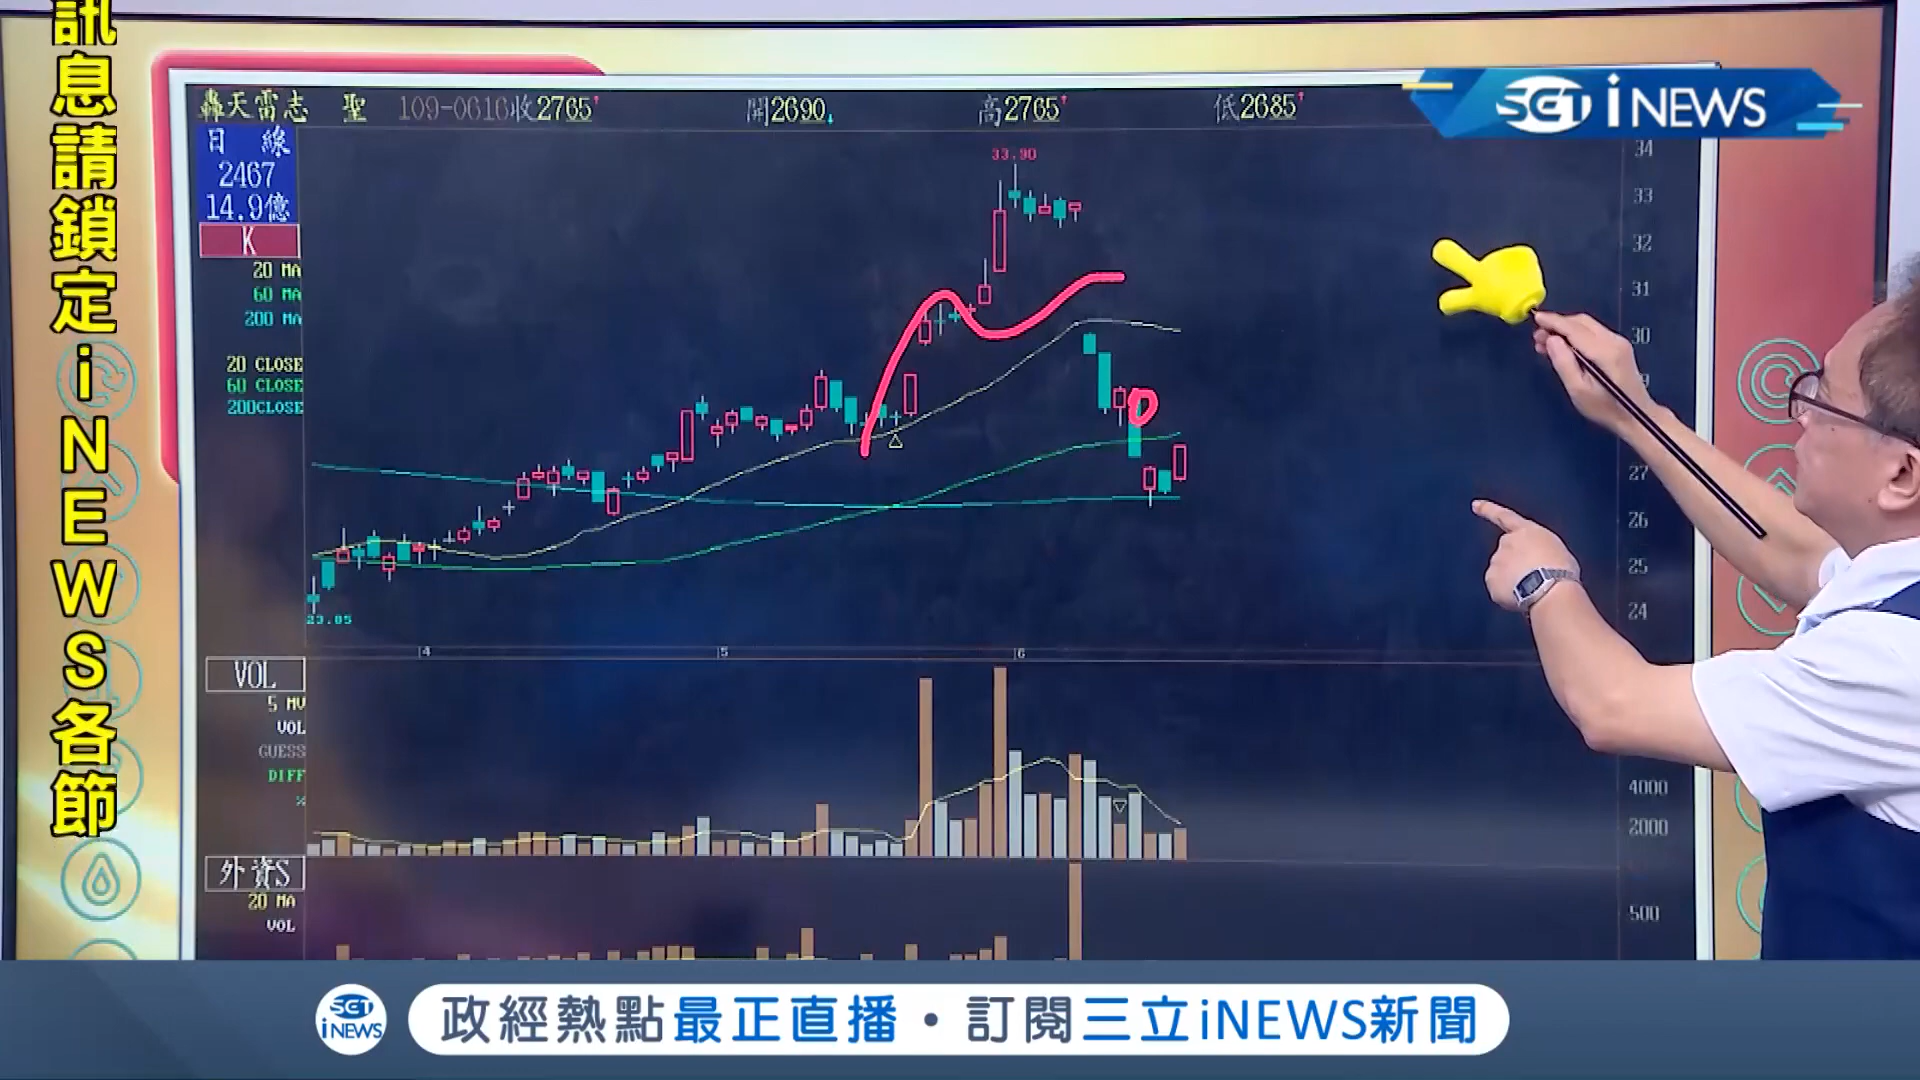 訊息請鎖定iNEWS各節
轟天雷志 聖 109-0616收2765↑ 開2690↓ 高2765↑ 低2685↑
SET iNEWS
日 線
2467
14.9億
K
20 MA
60 MA
200 MA
20 CLOSE
60 CLOSE
200CLOSE
33.90
23.85
34
33
32
31
30
9
27
26
25
24
4 5 6
VOL
5 MV
VOL
GUESS
DIFF
%
4000
2000
外資S
20 MA
VOL
500
SET iNEWS
政經熱點最正直播・訂閱三立iNEWS新聞